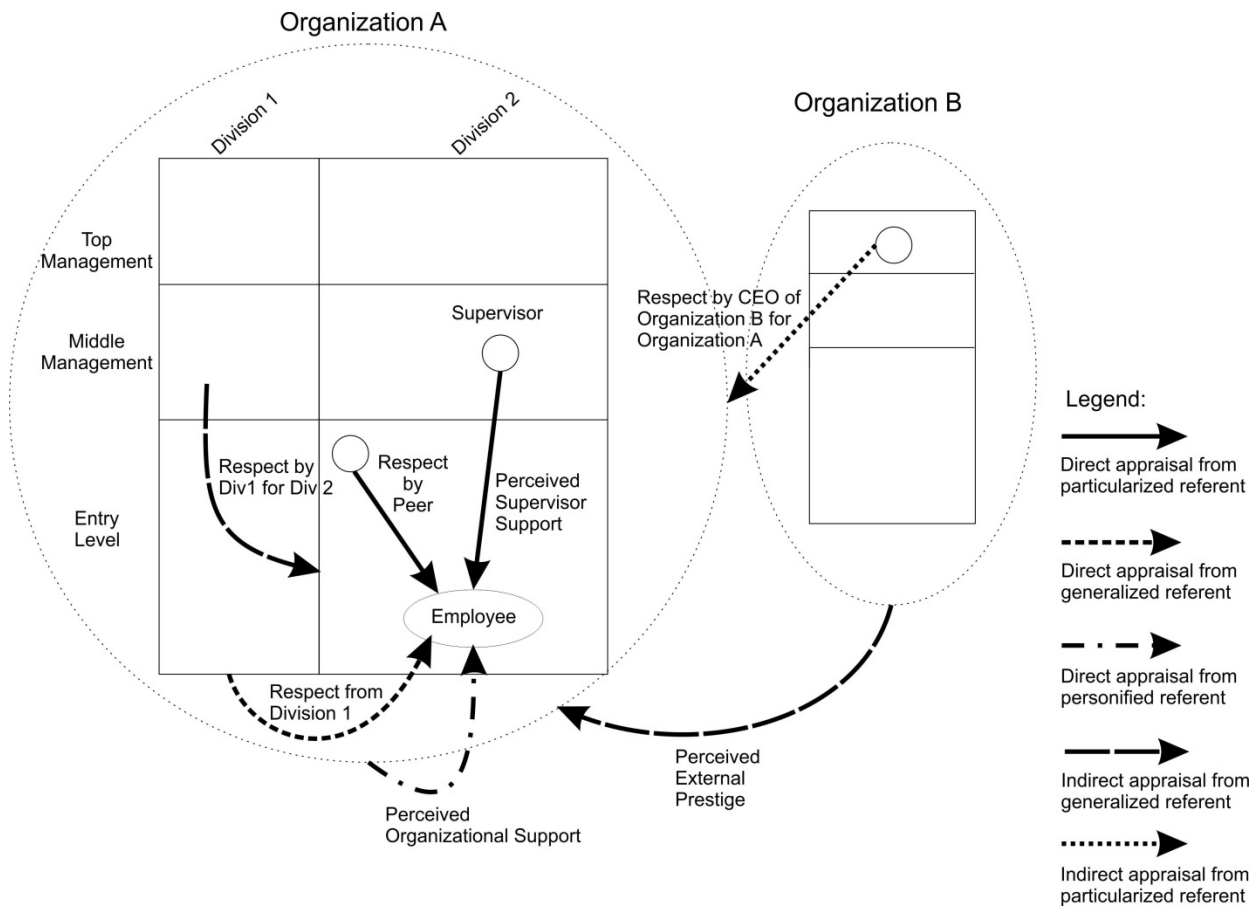 Organization A
Division 1
Division 2
Organization B
Top
Management
Middle
Management
Entry
Level
Supervisor
Respect by CEO of
Organization B for
Organization A
Respect by
Div1 for Div 2
Respect
by
Peer
Perceived
Supervisor
Support
Employee
Respect from
Division 1
Perceived
Organizational Support
Perceived
External
Prestige
Legend:
Direct appraisal from
particularized referent
Direct appraisal from
generalized referent
Direct appraisal from
personified referent
Indirect appraisal from
generalized referent
Indirect appraisal from
particularized referent